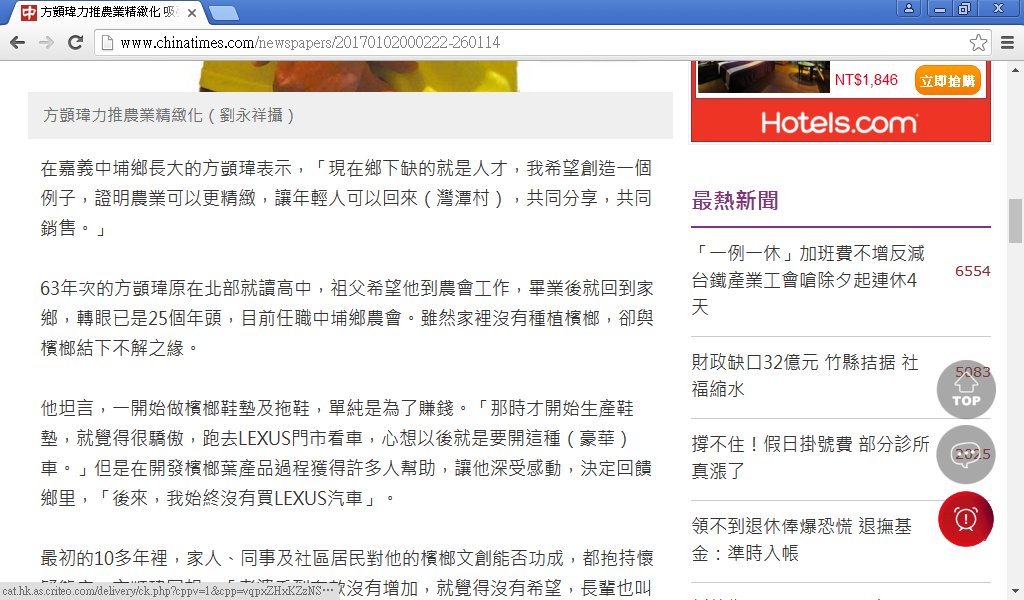 方顗瑋力推農業精緻化 吸
www.chinatimes.com/newspapers/20170102000222-260114
NT$1,846
立即搶購
Hotels.com
方顗瑋力推農業精緻化（劉永祥攝）
在嘉義中埔鄉長大的方顗瑋表示，「現在鄉下缺的就是人才，我希望創造一個
例子，證明農業可以更精緻，讓年輕人可以回來（灣潭村），共同分享，共同
銷售。」
63年次的方顗瑋原在北部就讀高中，祖父希望他到農會工作，畢業後就回到家
鄉，轉眼已是25個年頭，目前任職中埔鄉農會。雖然家裡沒有種植檳榔，卻與
檳榔結下不解之緣。
他坦言，一開始做檳榔鞋墊及拖鞋，單純是為了賺錢。「那時才開始生產鞋
墊，就覺得很驕傲，跑去LEXUS門市看車，心想以後就是要開這種（豪華）
車。」但是在開發檳榔葉產品過程獲得許多人幫助，讓他深受感動，決定回饋
鄉里，「後來，我始終沒有買LEXUS汽車」。
最初的10多年裡，家人、同事及社區居民對他的檳榔文創能否功成，都抱持懷
沒有增加，就覺得沒有希望，長輩也叫
最熱新聞
「一例一休」加班費不增反減
台鐵產業工會嗆除夕起連休4
天
6554
財政缺口32億元 竹縣拮据 社
福縮水
5083
TOP
撐不住！假日掛號費 部分診所
真漲了
領不到退休俸爆恐慌 退撫基
金：準時入帳
cat.hk.as.criteo.com/delivery/ck.php?cppv=1&cpp=vqpxZHxKZzNS…